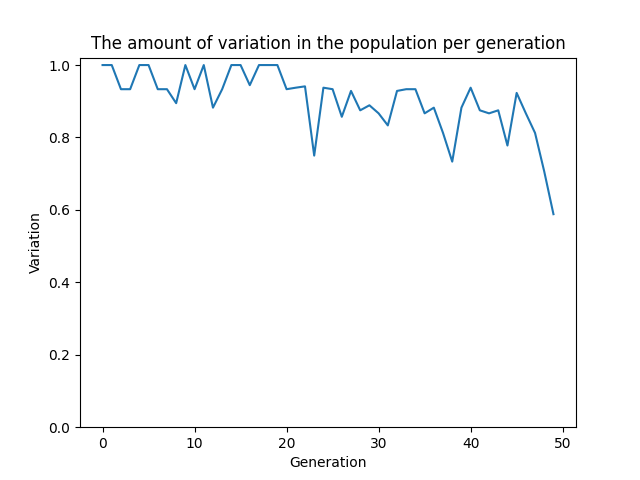 The amount of variation in the population per generation
1.0
0.8
0.6
0.4
0.2
0.0
Variation
0 10 20 30 40 50
Generation